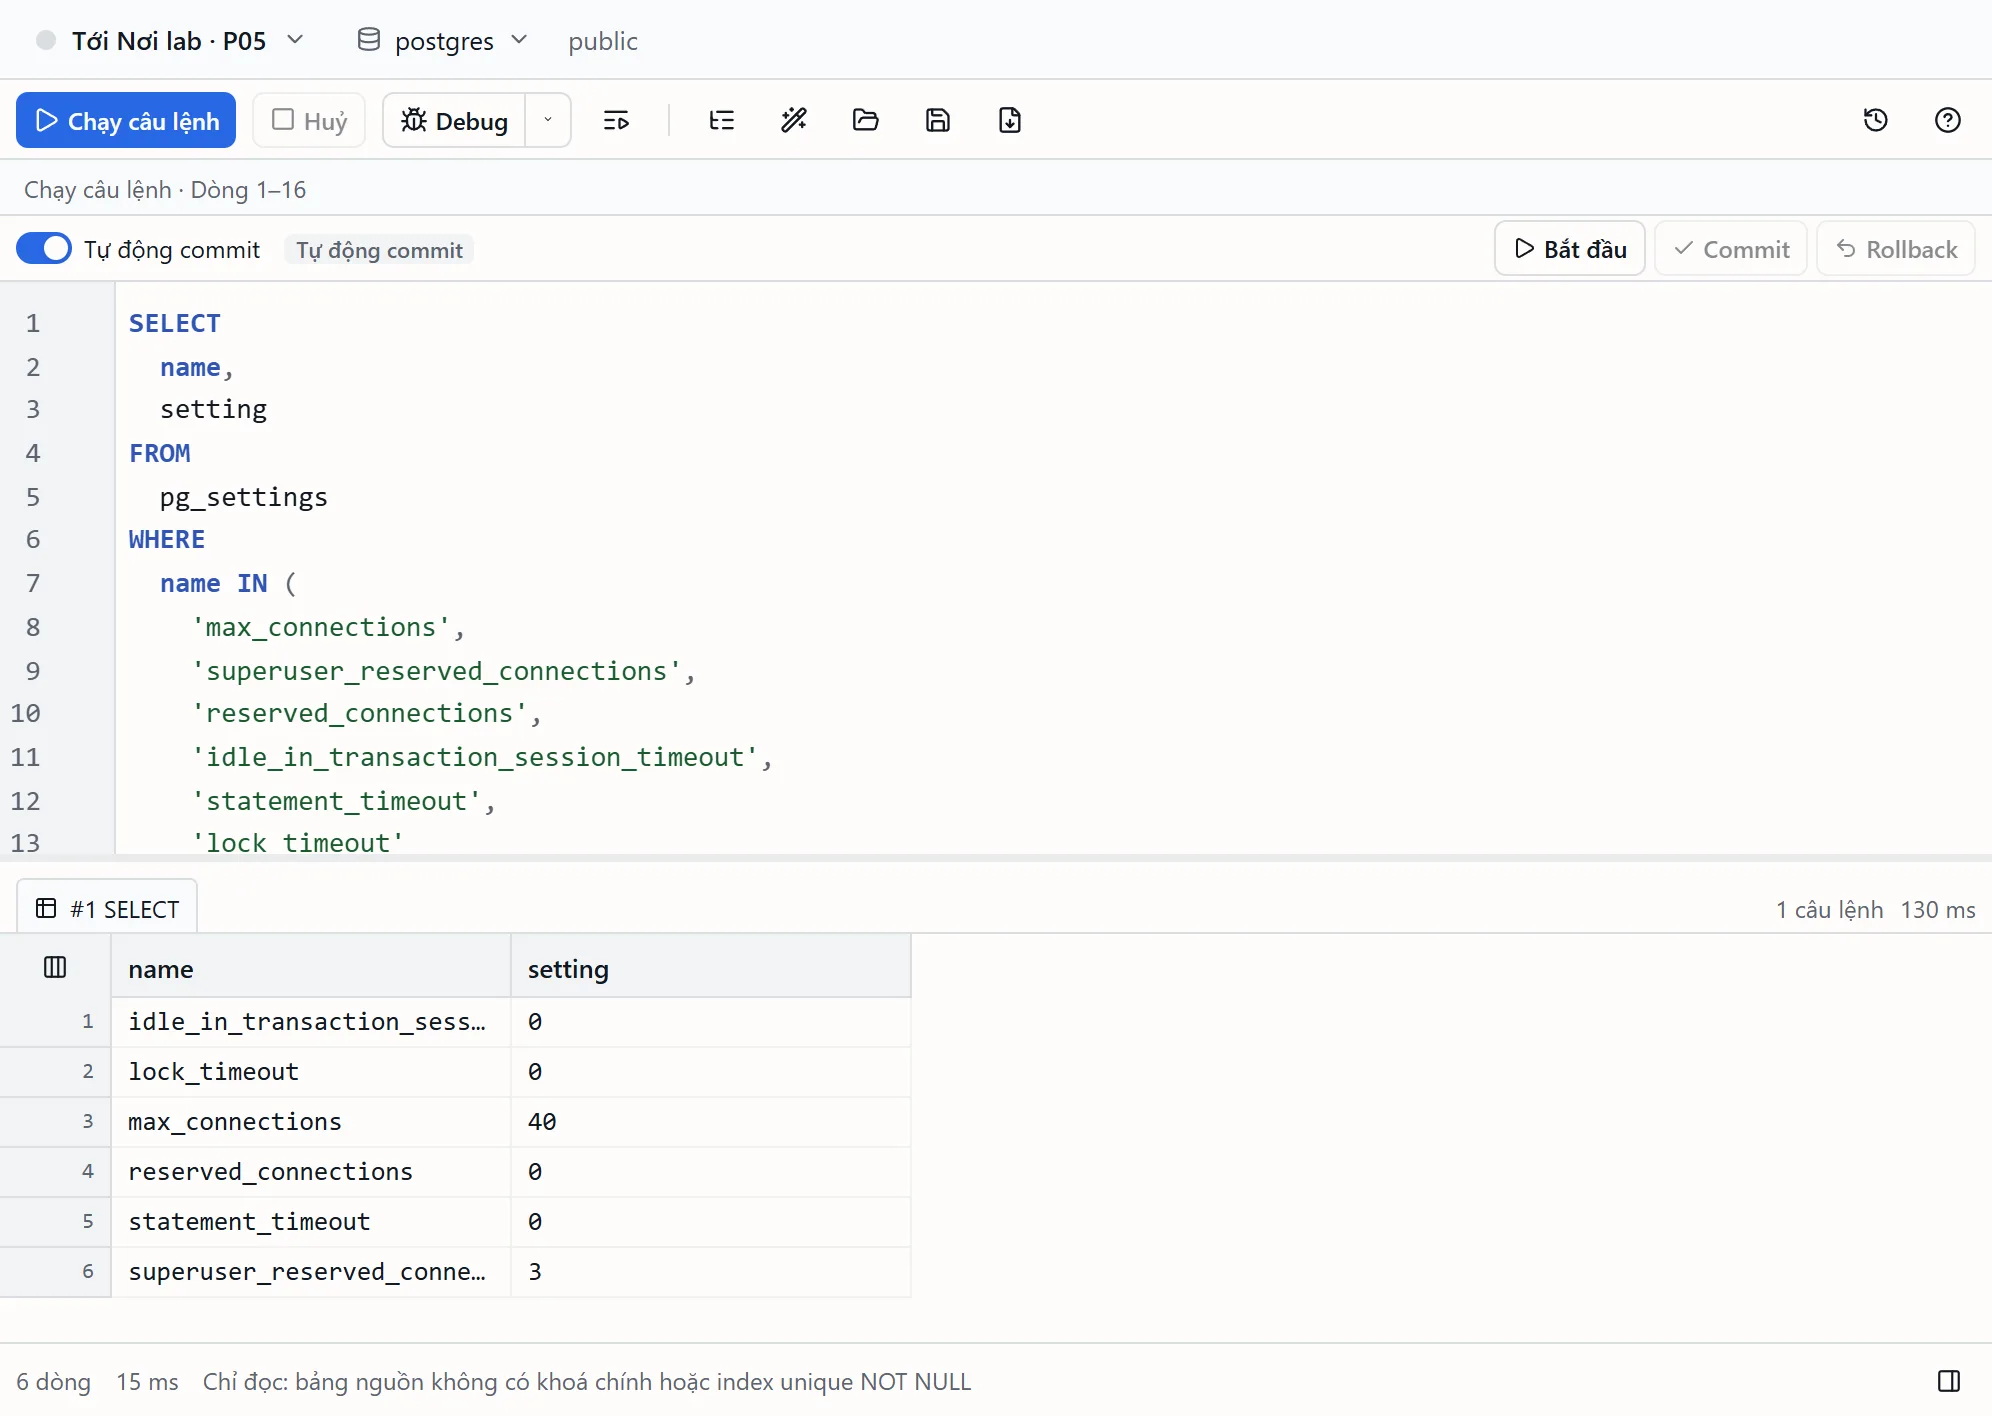 Tới Nơi lab · P05 postgres public
Chạy câu lệnh Huỷ Debug
Chạy câu lệnh · Dòng 1–16
Tự động commit Tự động commit Bắt đầu Commit Rollback
1 SELECT
2 name,
3 setting
4 FROM
5 pg_settings
6 WHERE
7 name IN (
8 'max_connections',
9 'superuser_reserved_connections',
10 'reserved_connections',
11 'idle_in_transaction_session_timeout',
12 'statement_timeout',
13 'lock_timeout'
#1 SELECT 1 câu lệnh 130 ms
name setting
1 idle_in_transaction_sess… 0
2 lock_timeout 0
3 max_connections 40
4 reserved_connections 0
5 statement_timeout 0
6 superuser_reserved_conne… 3
6 dòng 15 ms Chỉ đọc: bảng nguồn không có khoá chính hoặc index unique NOT NULL